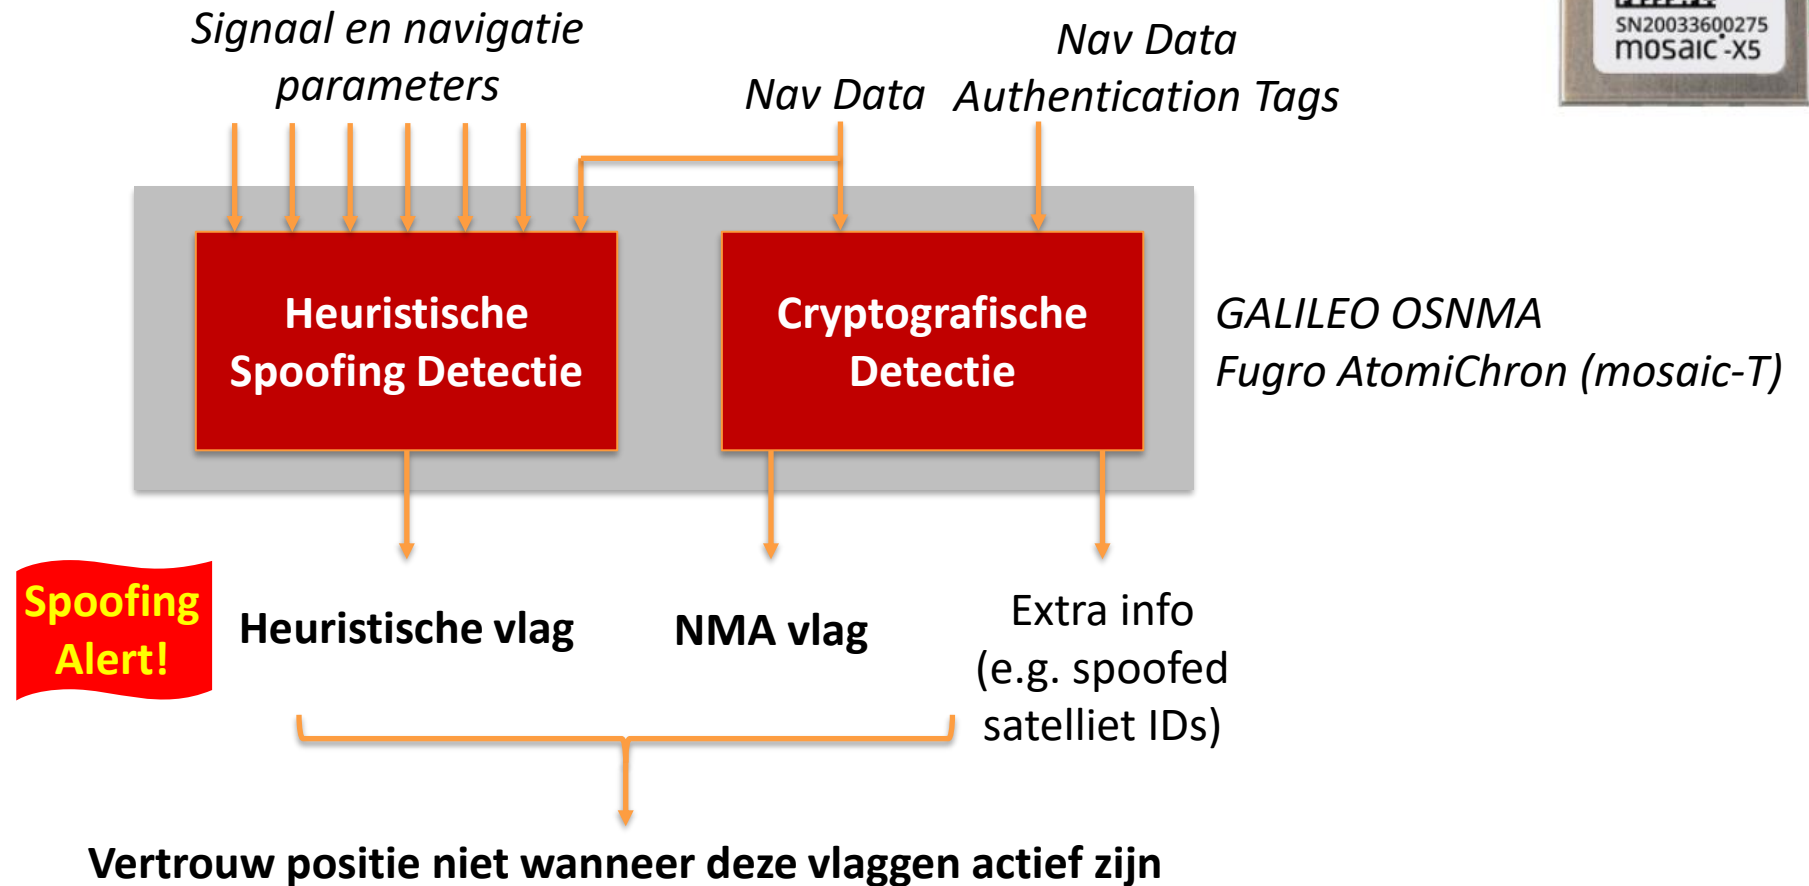 Signaal en navigatie
parameters
Nav Data
Nav Data
Authentication Tags
SN20033600275
mosaic-X5
Heuristische
Spoofing Detectie
Cryptografische
Detectie
GALILEO OSNMA
Fugro AtomiChron (mosaic-T)
Spoofing
Alert!
Heuristische vlag
NMA vlag
Extra info
(e.g. spoofed
satelliet IDs)
Vertrouw positie niet wanneer deze vlaggen actief zijn